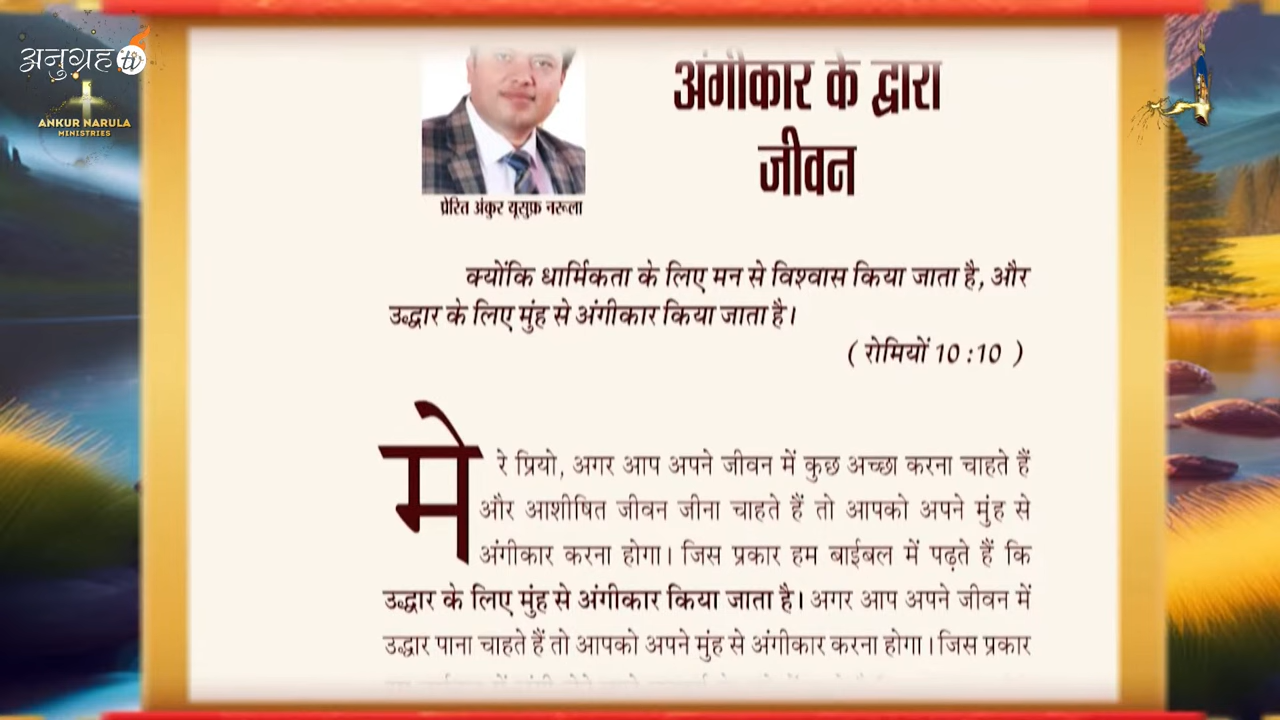 अनुग्रह tv
ANKUR NARULA
MINISTRIES
अंगीकार के द्वारा
जीवन
प्रेरित अंकुर यूसुफ़ नरूला
क्योंकि धार्मिकता के लिए मन से विश्वास किया जाता है, और
उद्धार के लिए मुंह से अंगीकार किया जाता है।
( रोमियों 10 :10 )
मेरे प्रियो, अगर आप अपने जीवन में कुछ अच्छा करना चाहते हैं
और आशीषित जीवन जीना चाहते हैं तो आपको अपने मुंह से
अंगीकार करना होगा। जिस प्रकार हम बाईबल में पढ़ते हैं कि
उद्धार के लिए मुंह से अंगीकार किया जाता है। अगर आप अपने जीवन में
उद्धार पाना चाहते हैं तो आपको अपने मुंह से अंगीकार करना होगा। जिस प्रकार